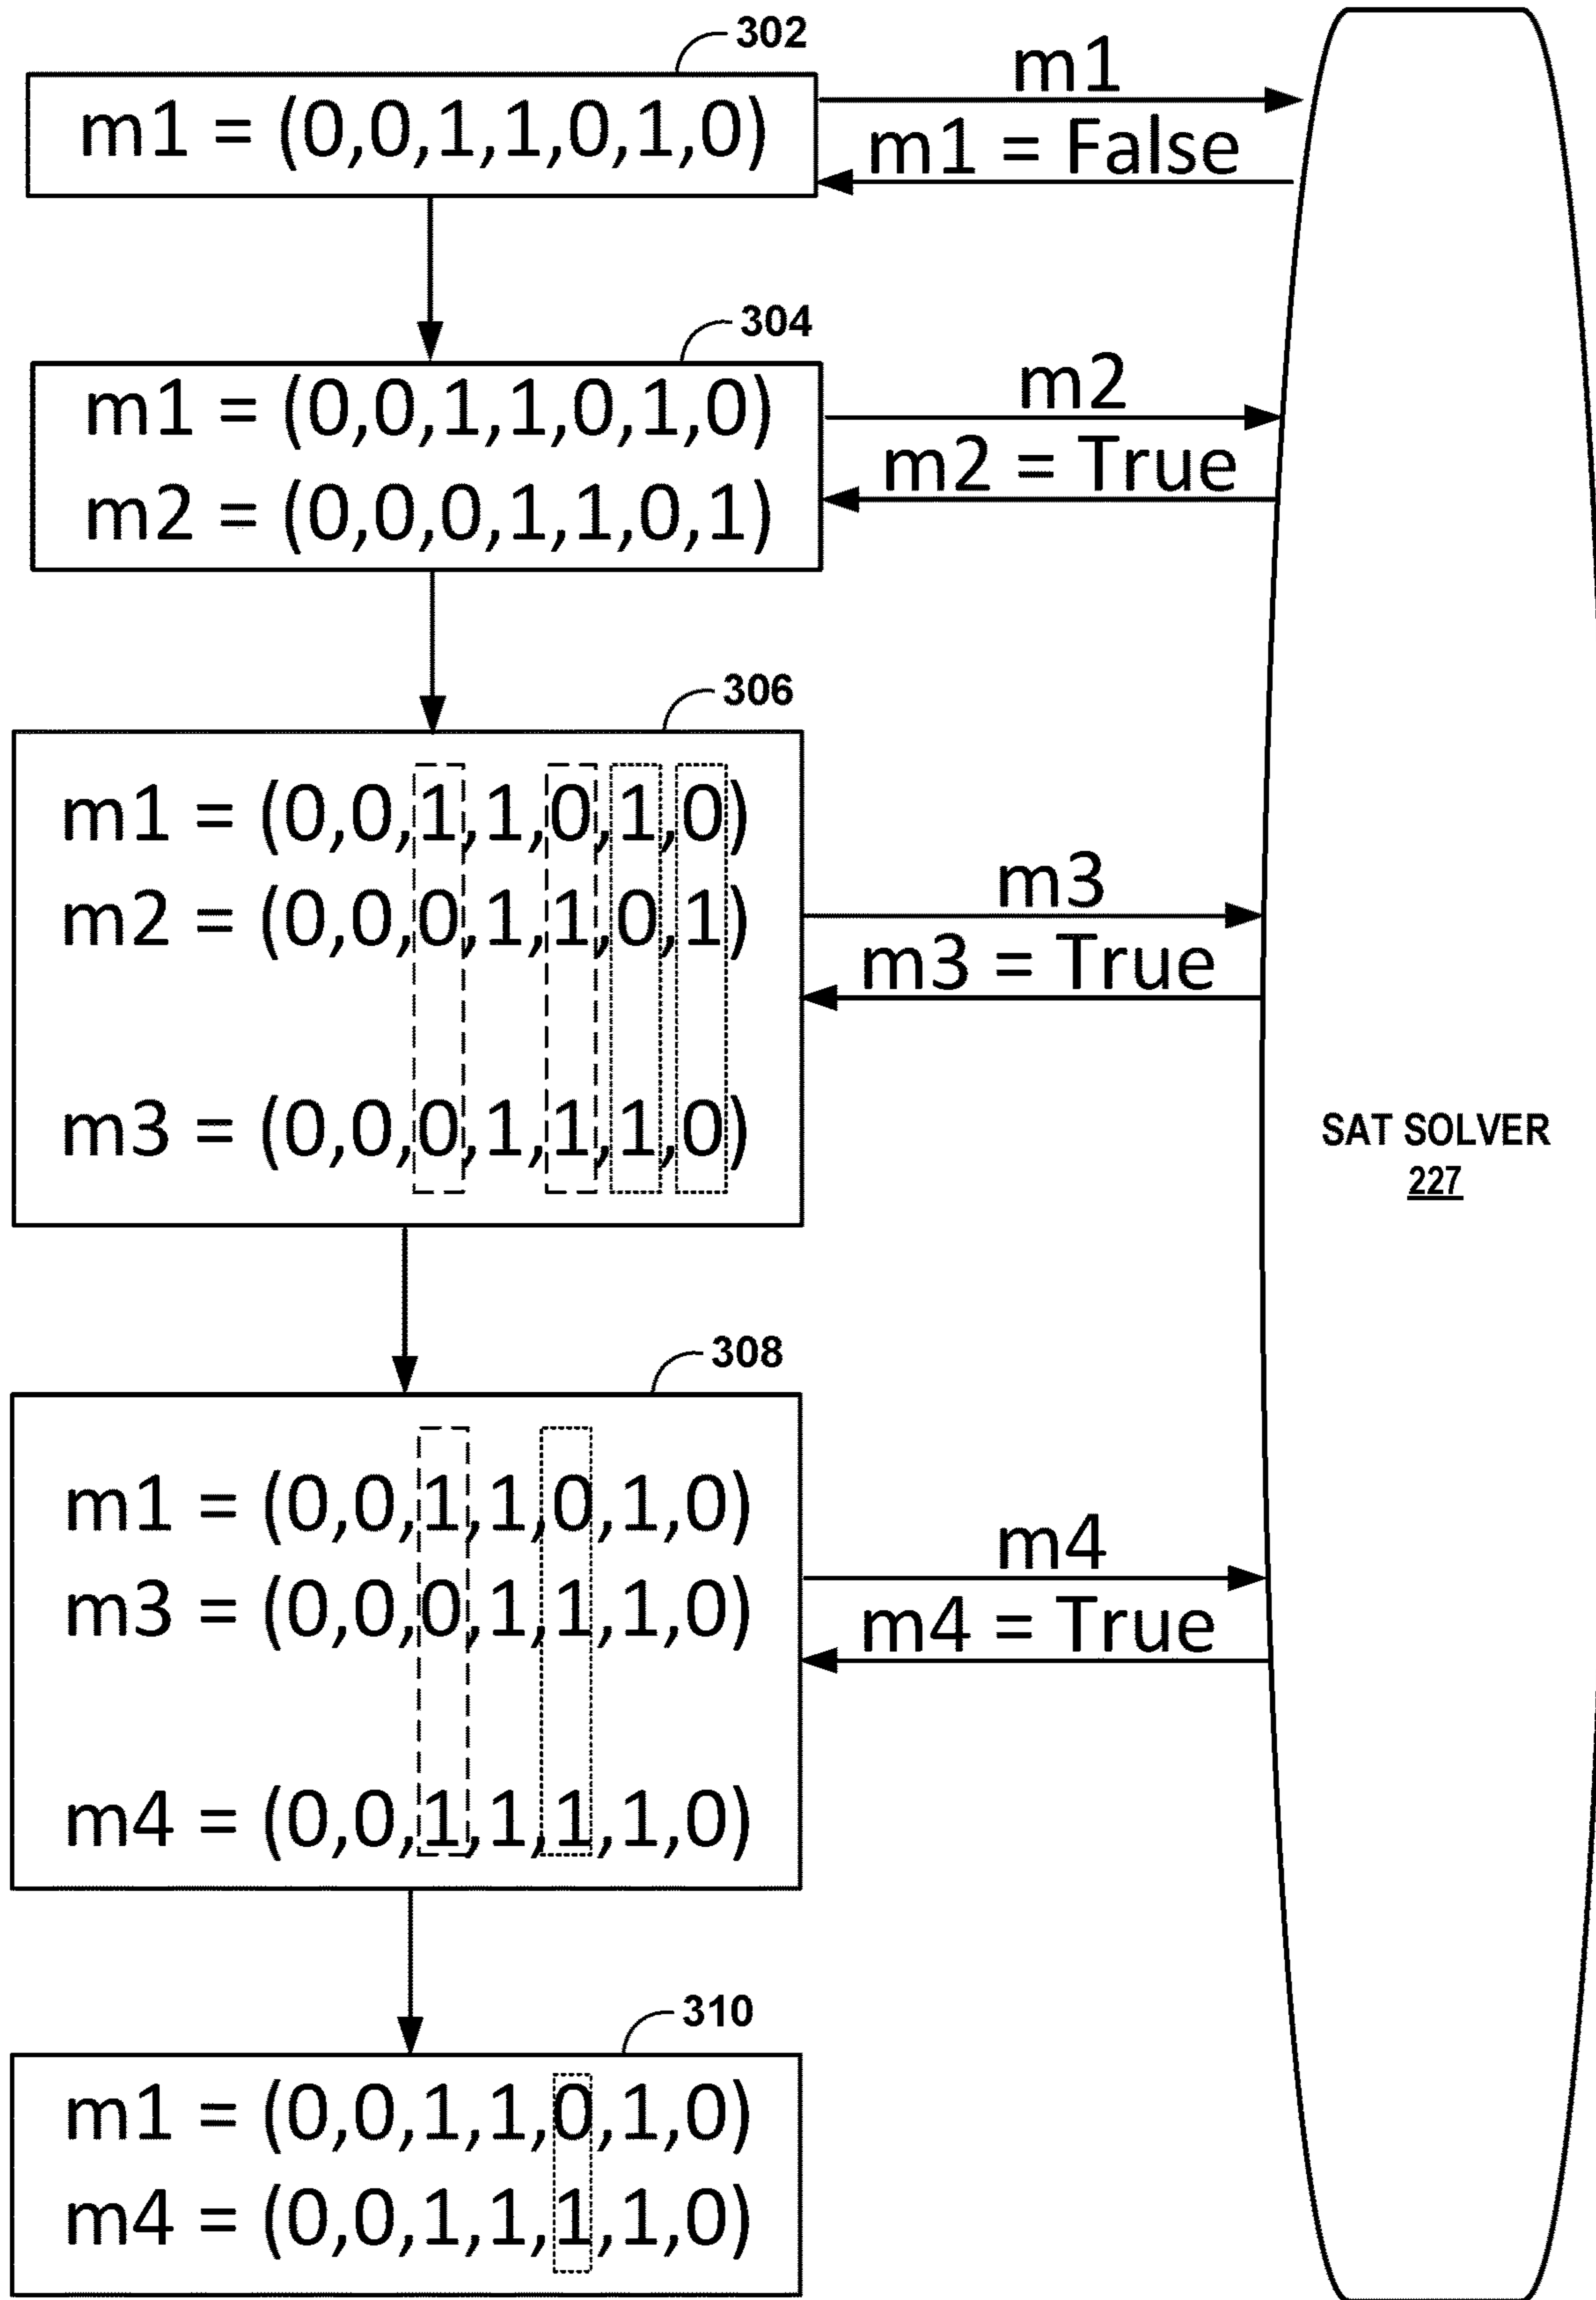 302
m1 = (0,0,1,1,0,1,0)
m1
m1 = False
304
m1 = (0,0,1,1,0,1,0)
m2 = (0,0,0,1,1,0,1)
m2
m2 = True
306
m1 = (0,0,1,1,0,1,0)
m2 = (0,0,0,1,1,0,1)
m3 = (0,0,0,1,1,1,0)
m3
m3 = True
SAT SOLVER
227
308
m1 = (0,0,1,1,0,1,0)
m3 = (0,0,0,1,1,1,0)
m4 = (0,0,1,1,1,1,0)
m4
m4 = True
310
m1 = (0,0,1,1,0,1,0)
m4 = (0,0,1,1,1,1,0)